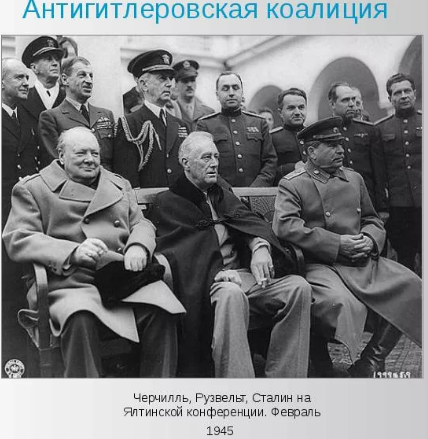 Антигитлеровская коалиция
Черчилль, Рузвельт, Сталин на
Ялтинской конференции. Февраль
1945